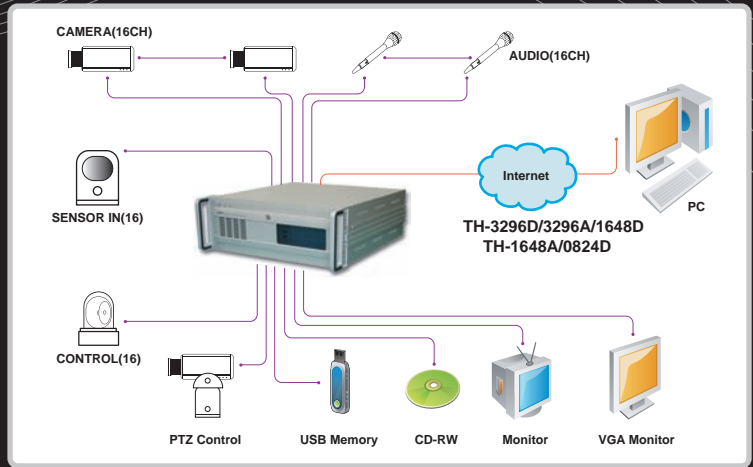 CAMERA(16CH)
AUDIO(16CH)
Internet
PC
SENSOR IN(16)
TH-3296D/3296A/1648D
TH-1648A/0824D
CONTROL(16)
PTZ Control
USB Memory
CD-RW
Monitor
VGA Monitor